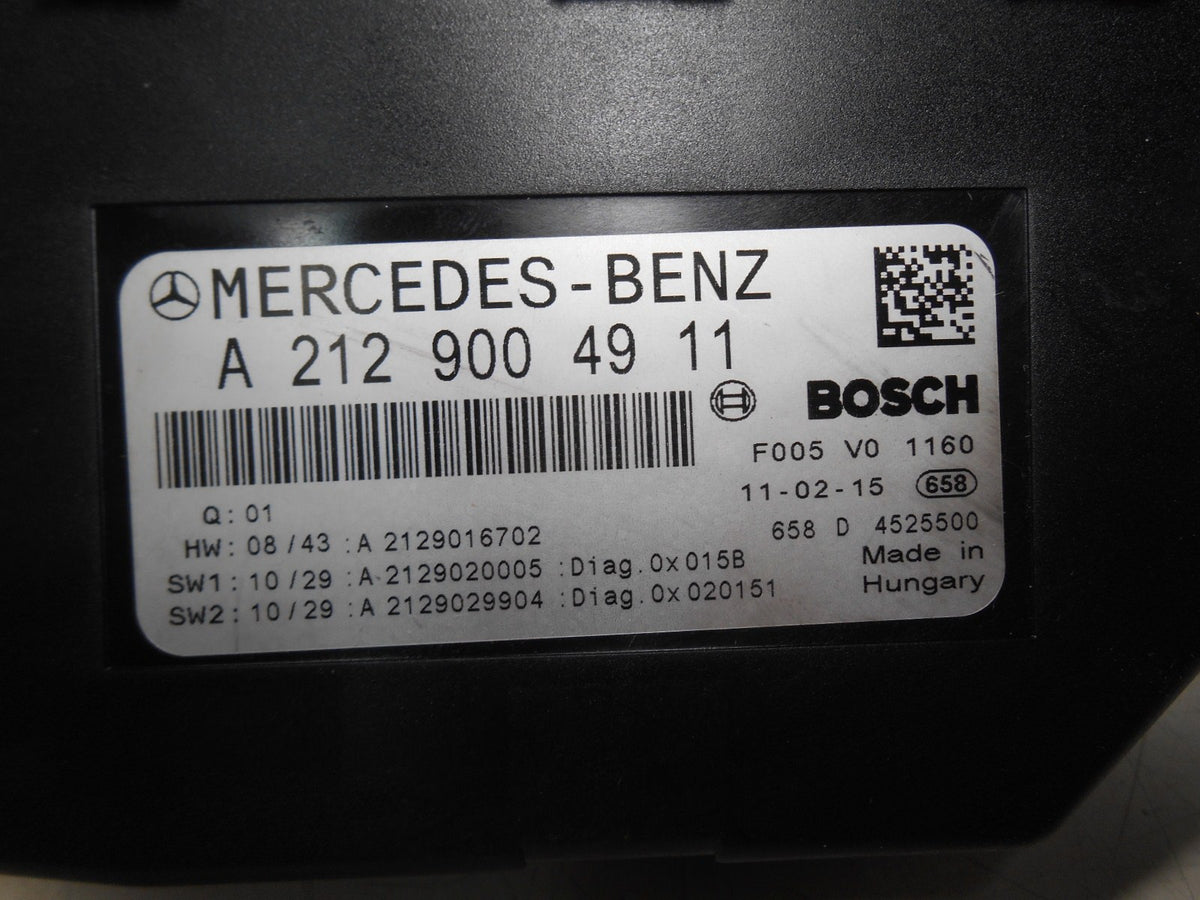 MERCEDES-BENZ
A 212 900 49 11
BOSCH
F005 V0 1160
11-02-15 658
Q: 01
658 D 4525500
HW: 08/43 :A 2129016702
Made in
SW1: 10/29 :A 2129020005 :Diag.0x015B
Hungary
SW2: 10/29 :A 2129029904 :Diag.0x020151